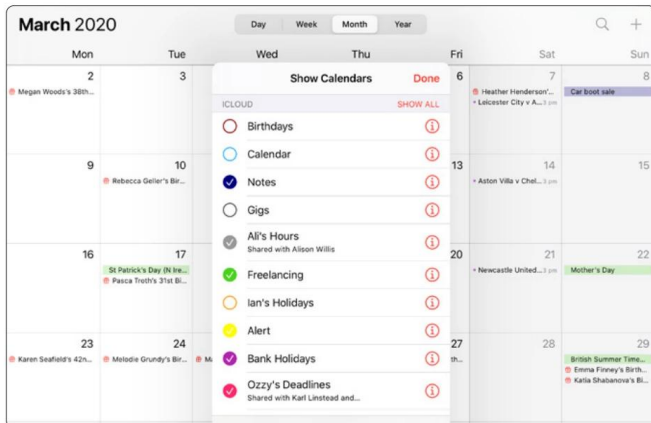 March 2020
Day Week Month Year
Mon Tue Wed Thu Fri Sat Sun
2 3 6 7 8
Megan Woods's 38th...
Heather Henderson'...
Leicester City v A... 3 pm
Car boot sale
9 10 13 14 15
Rebecca Geller's Bir...
Aston Villa v Chel... 3 pm
16 17 20 21 22
St Patrick's Day (N Ire...
Pasca Troth's 31st Bi...
Newcastle United... 3 pm
Mother's Day
23 24 27 28 29
Karen Seafield's 42n...
Melodie Grundy's Bir...
Ma
th...
British Summer Time...
Emma Finney's Birth...
Katia Shabanova's Bi...
Show Calendars Done
ICLOUD SHOW ALL
Birthdays
Calendar
Notes
Gigs
Ali's Hours
Shared with Alison Willis
Freelancing
Ian's Holidays
Alert
Bank Holidays
Ozzy's Deadlines
Shared with Karl Linstead and...